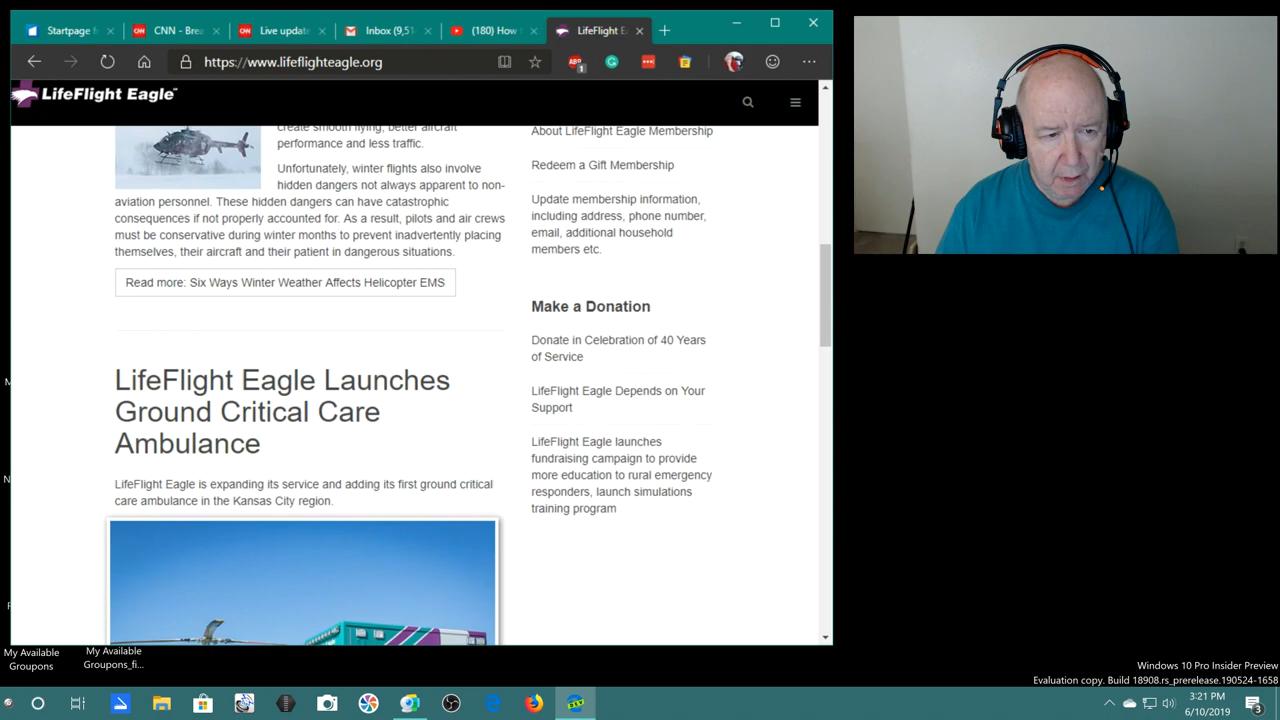 Startpage f
CNN - Brea
Live update
Inbox (9,51
(180) How t
LifeFlight E
https://www.lifeflighteagle.org
ABP
1
LifeFlight Eagle
create smooth flying, better aircraft
performance and less traffic.
Unfortunately, winter flights also involve
hidden dangers not always apparent to non-
aviation personnel. These hidden dangers can have catastrophic
consequences if not properly accounted for. As a result, pilots and air crews
must be conservative during winter months to prevent inadvertently placing
themselves, their aircraft and their patient in dangerous situations.
Read more: Six Ways Winter Weather Affects Helicopter EMS
LifeFlight Eagle Launches
Ground Critical Care
Ambulance
LifeFlight Eagle is expanding its service and adding its first ground critical
care ambulance in the Kansas City region.
About LifeFlight Eagle Membership
Redeem a Gift Membership
Update membership information,
including address, phone number,
email, additional household
members etc.
Make a Donation
Donate in Celebration of 40 Years
of Service
LifeFlight Eagle Depends on Your
Support
LifeFlight Eagle launches
fundraising campaign to provide
more education to rural emergency
responders, launch simulations
training program
My Available
Groupons
My Available
Groupons_fi...
Windows 10 Pro Insider Preview
Evaluation copy. Build 18908.rs_prerelease.190524-1658
3:21 PM
6/10/2019
3